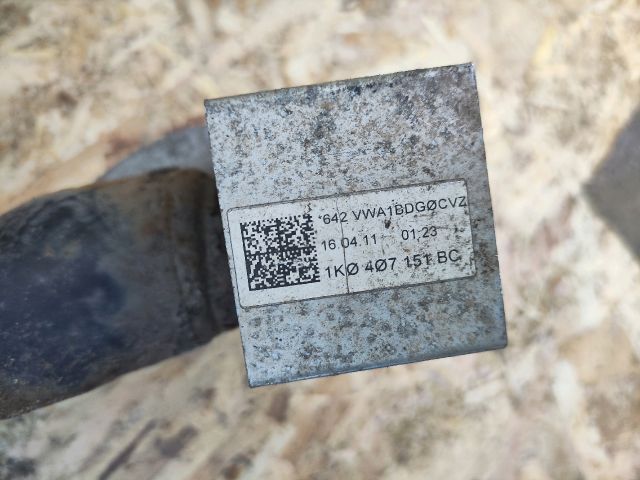 *642 VWA1BDGØCVZ
16.04.11 01:23
1KØ 4Ø7 151 BC